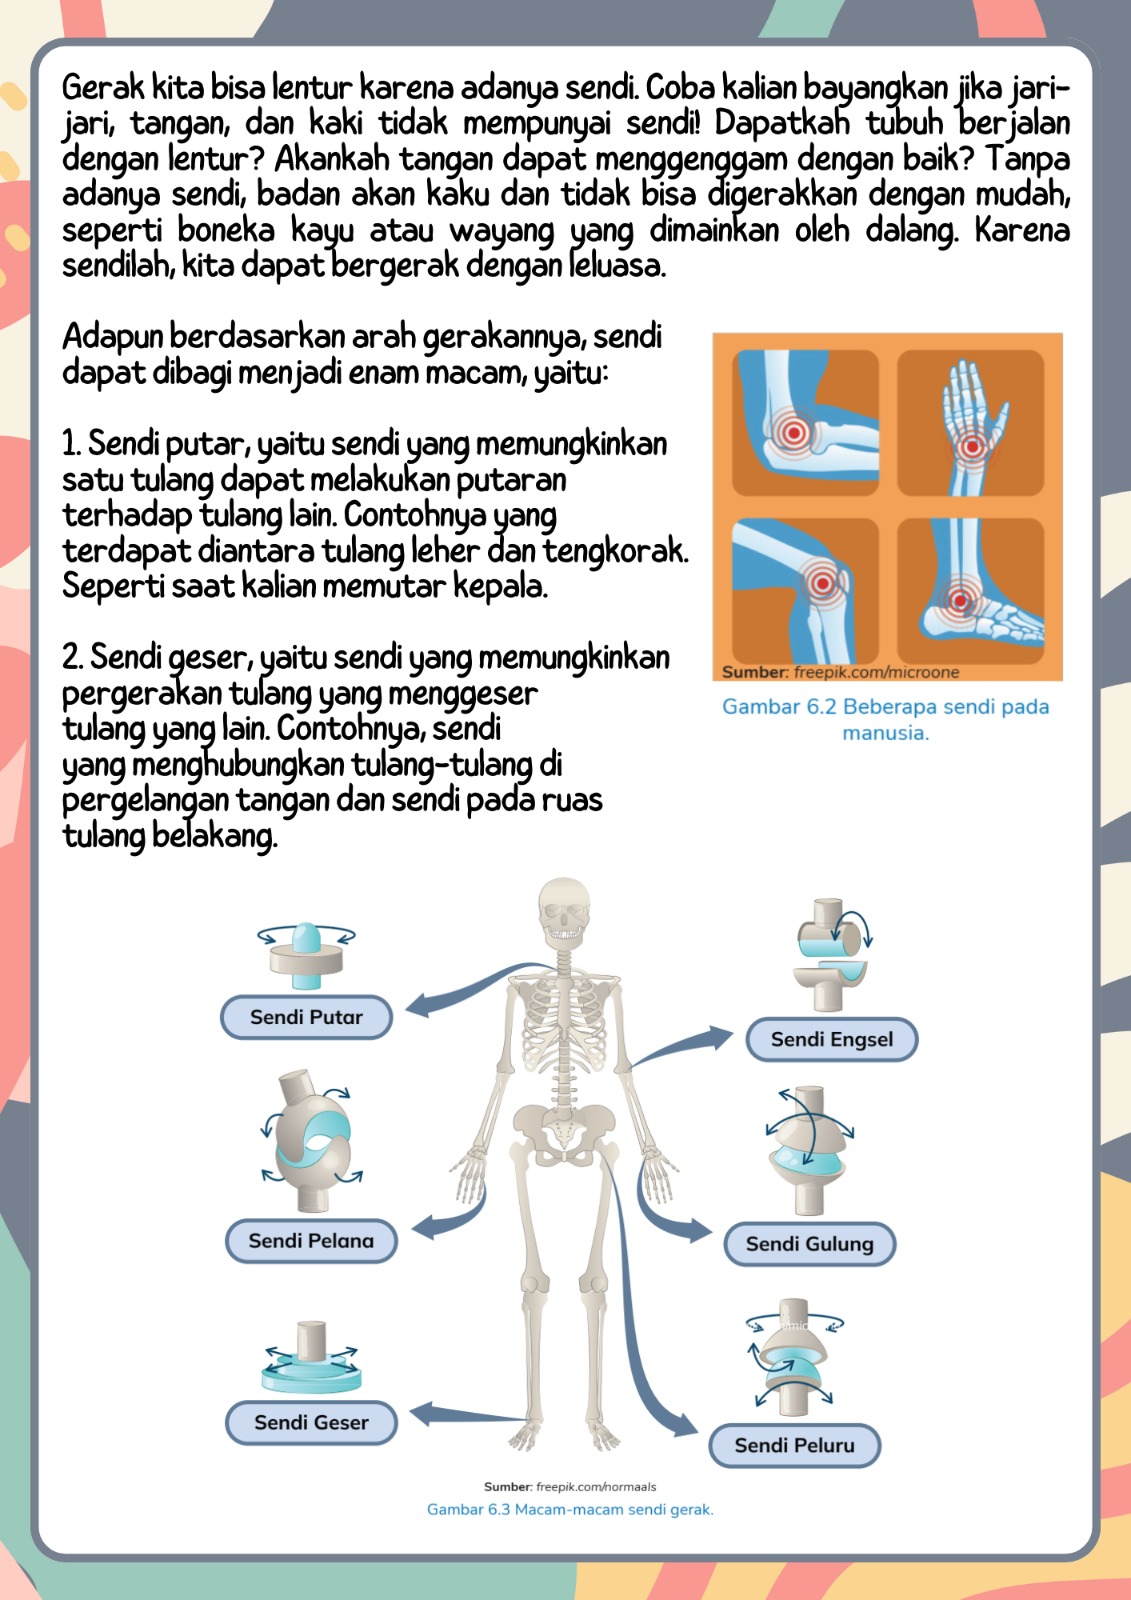 Gerak kita bisa lentur karena adanya sendi. Coba kalian bayangkan jika jari-
jari, tangan, dan kaki tidak mempunyai sendi! Dapatkah tubuh berjalan
dengan lentur? Akankah tangan dapat menggenggam dengan baik? Tanpa
adanya sendi, badan akan kaku dan tidak bisa digerakkan dengan mudah,
seperti boneka kayu atau wayang yang dimainkan oleh dalang. Karena
sendilah, kita dapat bergerak dengan leluasa.
Adapun berdasarkan arah gerakannya, sendi
dapat dibagi menjadi enam macam, yaitu:
1. Sendi putar, yaitu sendi yang memungkinkan
satu tulang dapat melakukan putaran
terhadap tulang lain. Contohnya yang
terdapat diantara tulang leher dan tengkorak.
Seperti saat kalian memutar kepala.
2. Sendi geser, yaitu sendi yang memungkinkan
pergerakan tulang yang menggeser
tulang yang lain. Contohnya, sendi
yang menghubungkan tulang-tulang di
pergelangan tangan dan sendi pada ruas
tulang belakang.
Sumber: freepik.com/microone
Gambar 6.2 Beberapa sendi pada
manusia.
Sendi Putar
Sendi Engsel
Sendi Pelana
Sendi Gulung
Sendi Geser
Sendi Peluru
Sumber: freepik.com/normaals
Gambar 6.3 Macam-macam sendi gerak.